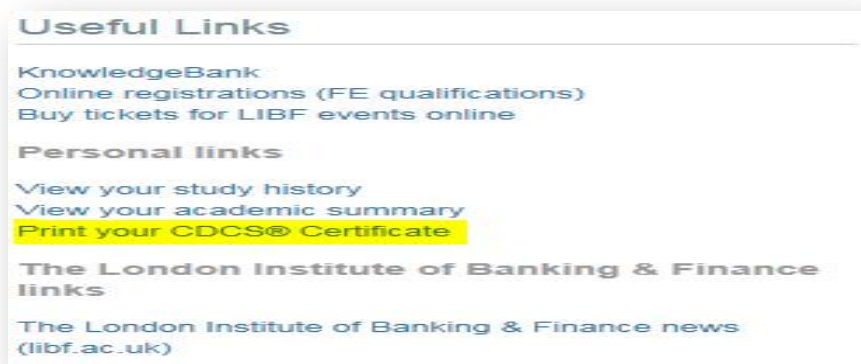 Useful Links
KnowledgeBank
Online registrations (FE qualifications)
Buy tickets for LIBF events online
Personal links
View your study history
View your academic summary
Print your CDCS® Certificate
The London Institute of Banking & Finance
links
The London Institute of Banking & Finance news
(libf.ac.uk)